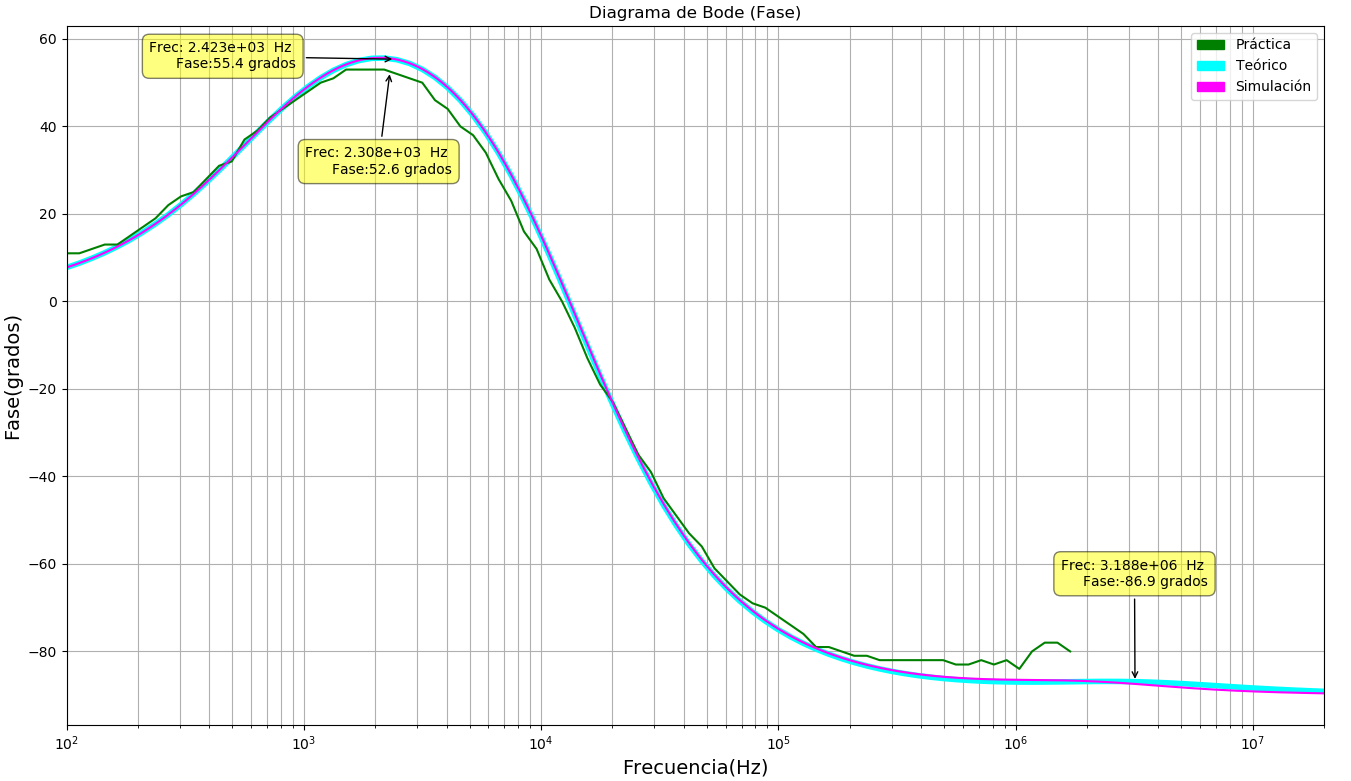 Diagrama de Bode (Fase)
Frec: 2.423e+03 Hz
Fase:55.4 grados
Frec: 2.308e+03 Hz
Fase:52.6 grados
Frec: 3.188e+06 Hz
Fase:-86.9 grados
Práctica
Teórico
Simulación
Fase(grados)
60
40
20
0
−20
−40
−60
−80
10²
10³
10⁴
10⁵
10⁶
10⁷
Frecuencia(Hz)